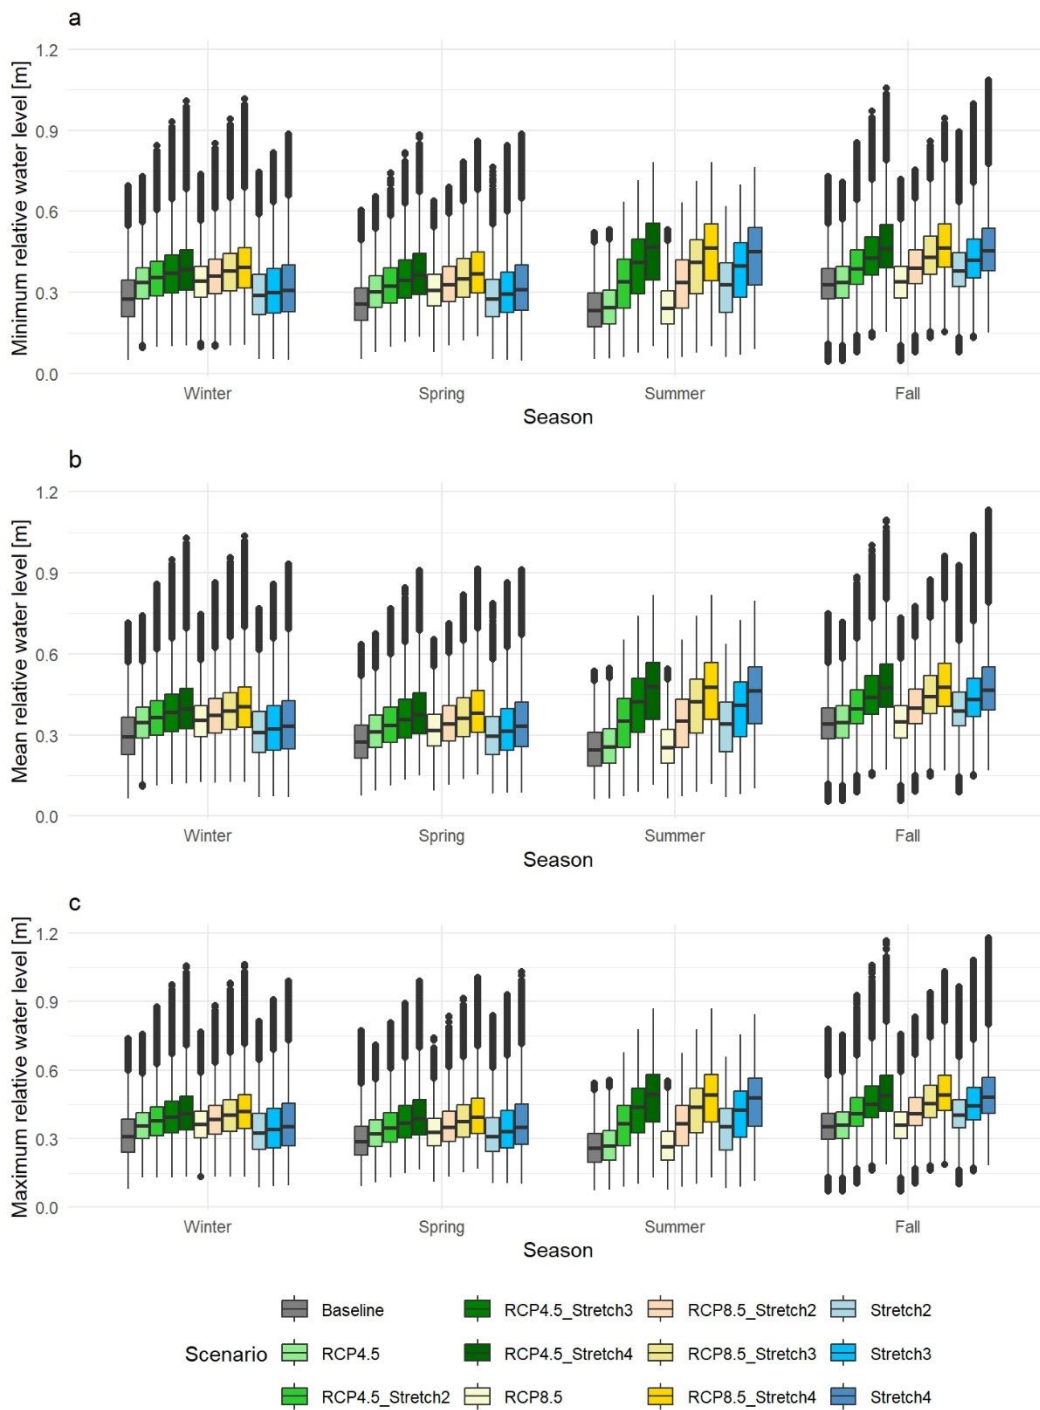 a
1.2
0.9
0.6
0.3
0.0
Minimum relative water level [m]
Winter Spring Summer Fall
Season
b
1.2
0.9
0.6
0.3
0.0
Mean relative water level [m]
Winter Spring Summer Fall
Season
c
1.2
0.9
0.6
0.3
0.0
Maximum relative water level [m]
Winter Spring Summer Fall
Season
Scenario
Baseline RCP4.5_Stretch3 RCP8.5_Stretch2 Stretch2
RCP4.5 RCP4.5_Stretch4 RCP8.5_Stretch3 Stretch3
RCP4.5_Stretch2 RCP8.5 RCP8.5_Stretch4 Stretch4